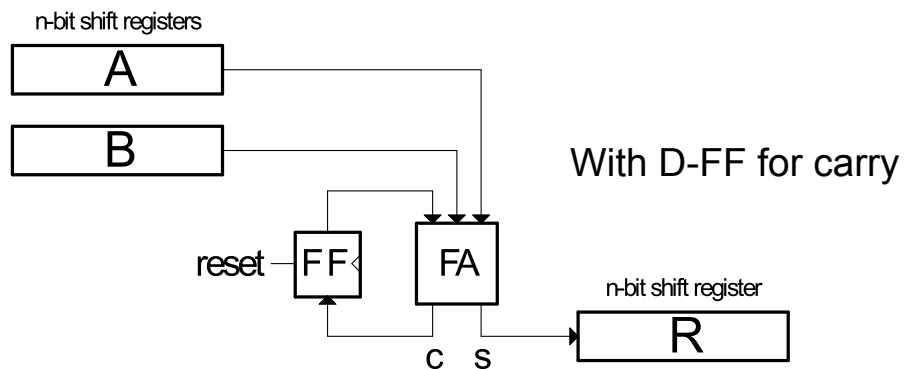 n-bit shift registers
A
B
With D-FF for carry
reset
FF
FA
n-bit shift register
R
c
s